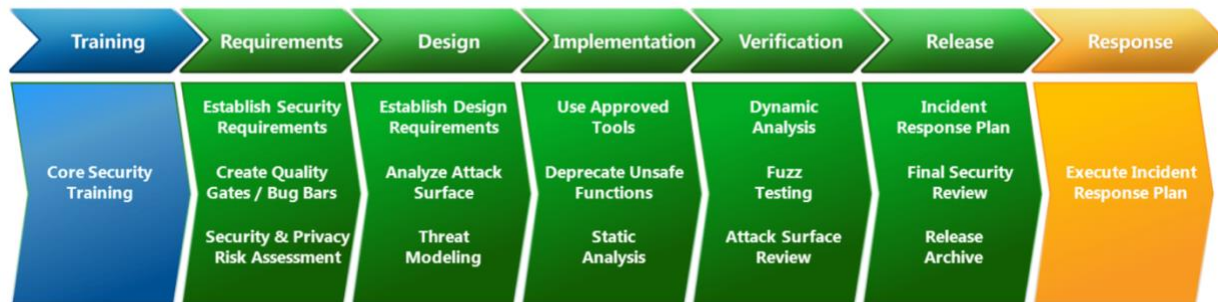 Training
Requirements
Design
Implementation
Verification
Release
Response
Core Security
Training
Establish Security
Requirements
Create Quality
Gates / Bug Bars
Security & Privacy
Risk Assessment
Establish Design
Requirements
Analyze Attack
Surface
Threat
Modeling
Use Approved
Tools
Deprecate Unsafe
Functions
Static
Analysis
Dynamic
Analysis
Fuzz
Testing
Attack Surface
Review
Incident
Response Plan
Final Security
Review
Release
Archive
Execute Incident
Response Plan